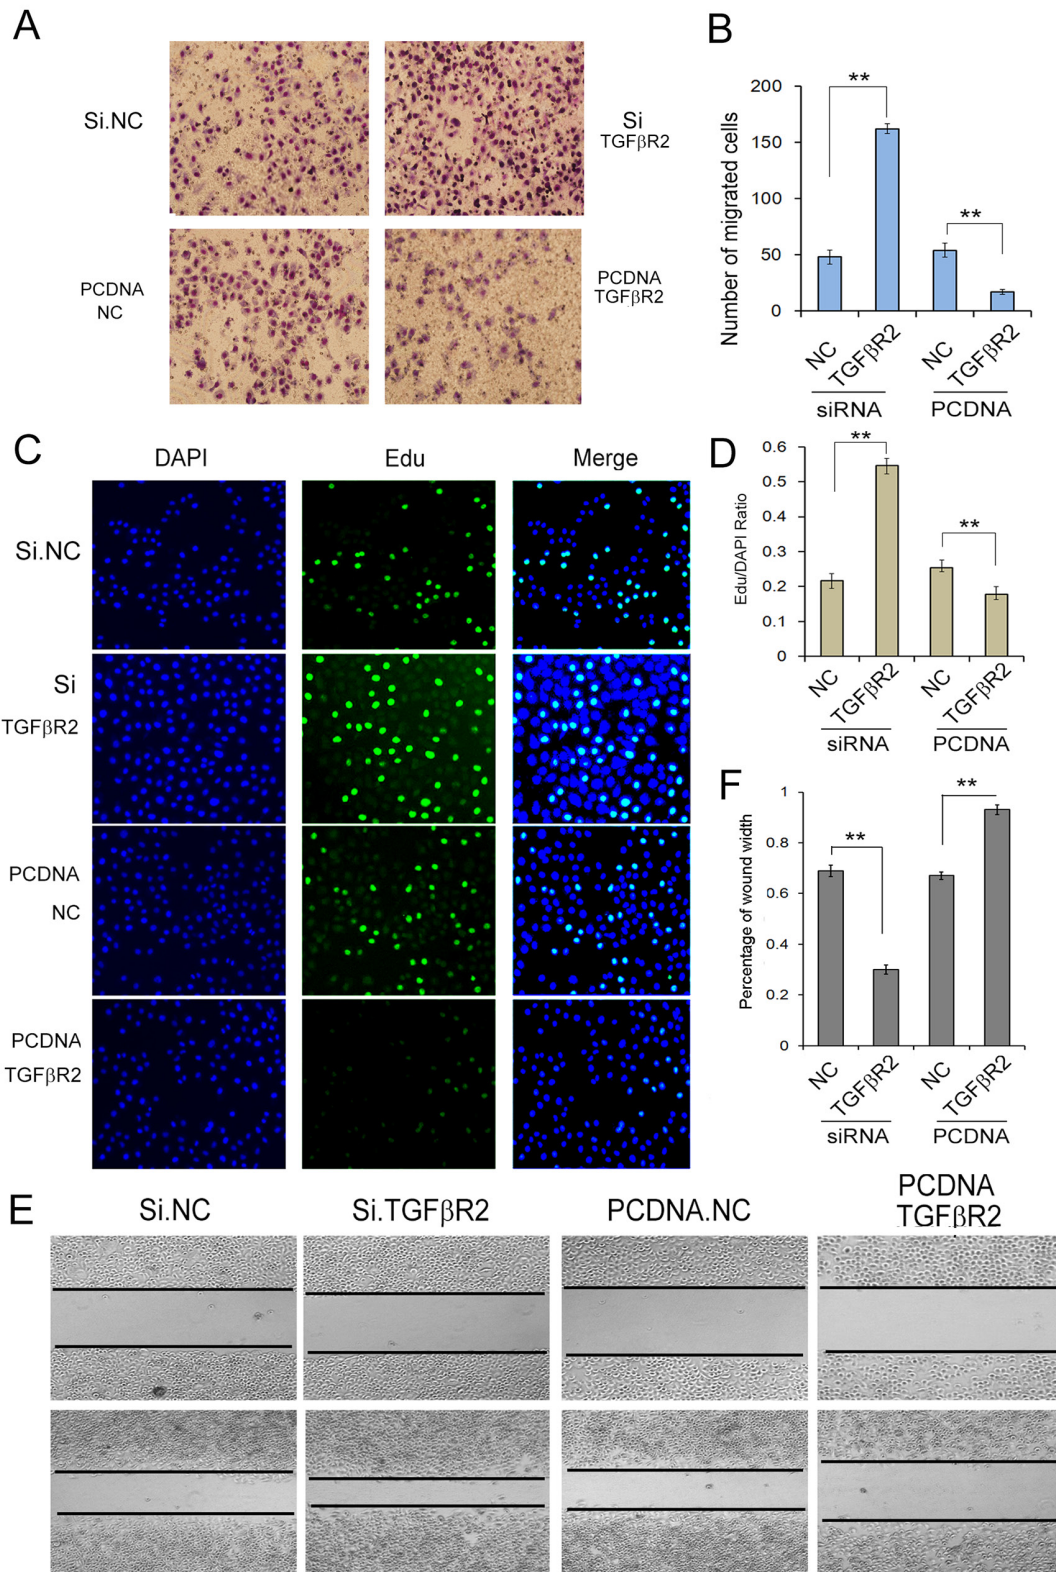 A
Si.NC
Si
TGFβR2
PCDNA
NC
PCDNA
TGFβR2
B
Number of migrated cells
200
150
100
50
0
**
**
NC
TGFβR2
NC
TGFβR2
siRNA
PCDNA
C
DAPI
Edu
Merge
Si.NC
Si
TGFβR2
PCDNA
NC
PCDNA
TGFβR2
D
Edu/DAPI Ratio
0.6
0.5
0.4
0.3
0.2
0.1
0
**
**
NC
TGFβR2
NC
TGFβR2
siRNA
PCDNA
F
Percentage of wound width
1
0.8
0.6
0.4
0.2
0
**
**
NC
TGFβR2
NC
TGFβR2
siRNA
PCDNA
E
Si.NC
Si.TGFβR2
PCDNA.NC
PCDNA
TGFβR2